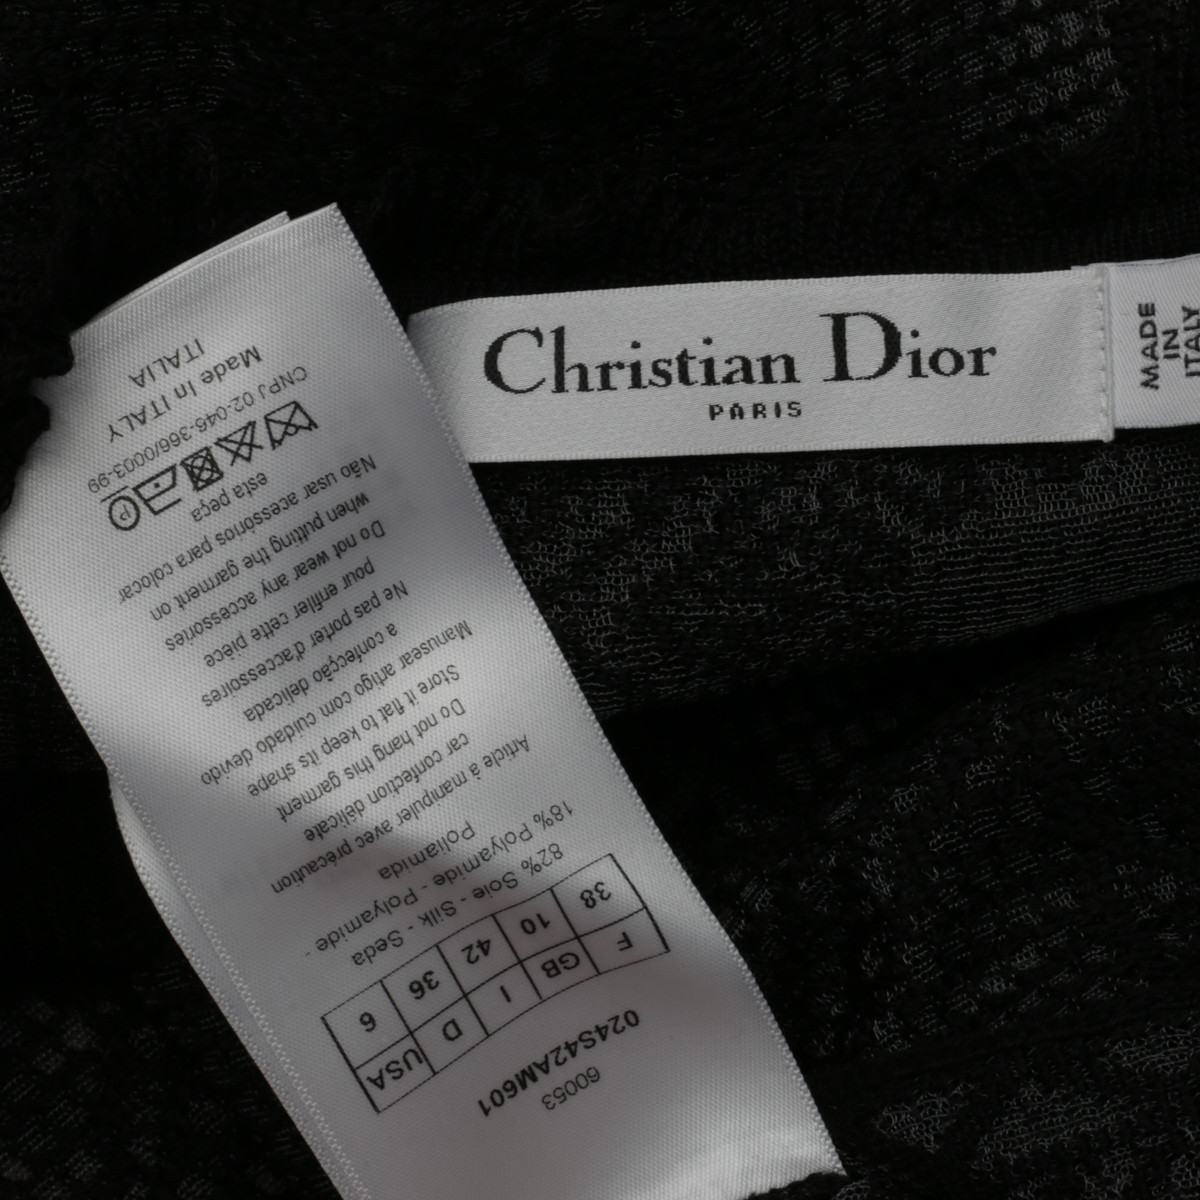 Christian Dior
PARIS
MADE
IN
ITALY
60053
024S42AM601
F GB I D USA
38 10 42 36 6
82% Soie - Silk - Seda
18% Polyamide - Polyamide -
Poliamida
Article à manipuler avec précaution
car confection délicate
Do not hang this garment
Store it flat to keep its shape
Manusear artigo com cuidado devido
a confecção delicada
Ne pas porter d'accessoires
pour enfiler cette pièce
Do not wear any accessories
when putting the garment on
Não usar acessorios para colocar
esta peça
P
CNPJ 02-046-366/0003-99
Made In ITALY
ITALIA